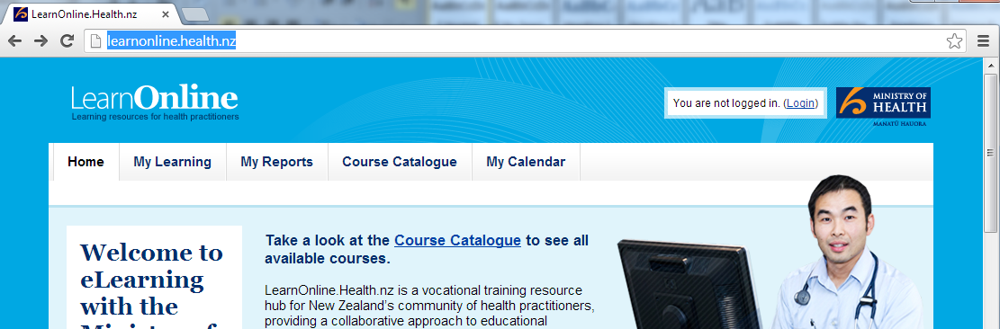 LearnOnline.Health.nz
learnonline.health.nz
LearnOnline
Learning resources for health practitioners
You are not logged in. (Login)
MINISTRY OF
HEALTH
MANATŪ HAUORA
Home My Learning My Reports Course Catalogue My Calendar
Welcome to
eLearning
with the
Take a look at the Course Catalogue to see all
available courses.
LearnOnline.Health.nz is a vocational training resource
hub for New Zealand's community of health practitioners,
providing a collaborative approach to educational